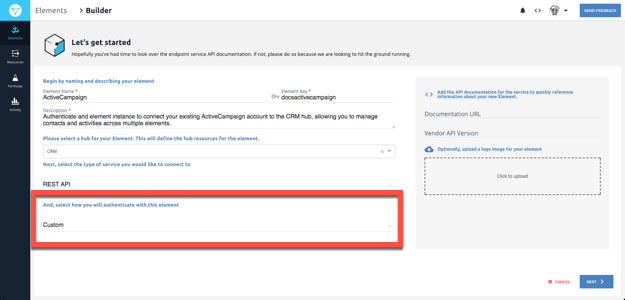 Elements > Builder
SEND FEEDBACK
Elements
Resources
Formulas
Activity
Let's get started
Hopefully you've had time to look over the endpoint service API documentation. If not, please do so because we are looking to hit the ground running.
Begin by naming and describing your element
Element Name *
ActiveCampaign
Element Key *
docsactivecampaign
Description *
Authenticate and element instance to connect your existing ActiveCampaign account to the CRM hub, allowing you to manage
contacts and activities across multiple elements.
Please select a hub for your Element. This will define the hub resources for the element.
CRM
Next, select the type of service you would like to connect to
REST API
And, select how you will authenticate with this element
Custom
Add the API documentation for the service to quickly reference
information about your new Element.
Documentation URL
Vendor API Version
Optionally, upload a logo image for your element
Click to upload
CANCEL
NEXT